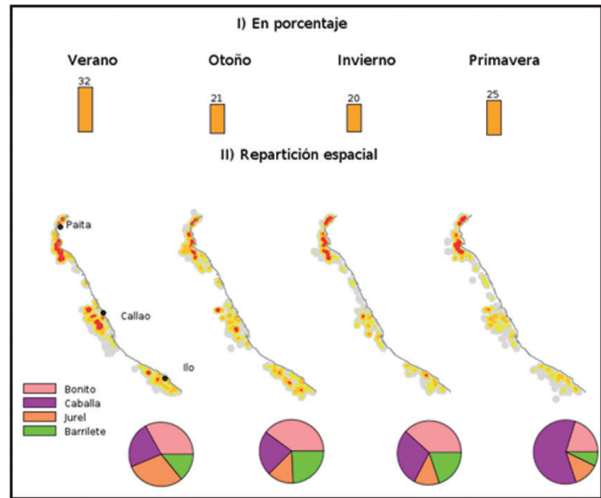 I) En porcentaje
Verano Otoño Invierno Primavera
32 21 20 25
II) Repartición espacial
Paita
Callao
Ilo
Bonito
Caballa
Jurel
Barrilete